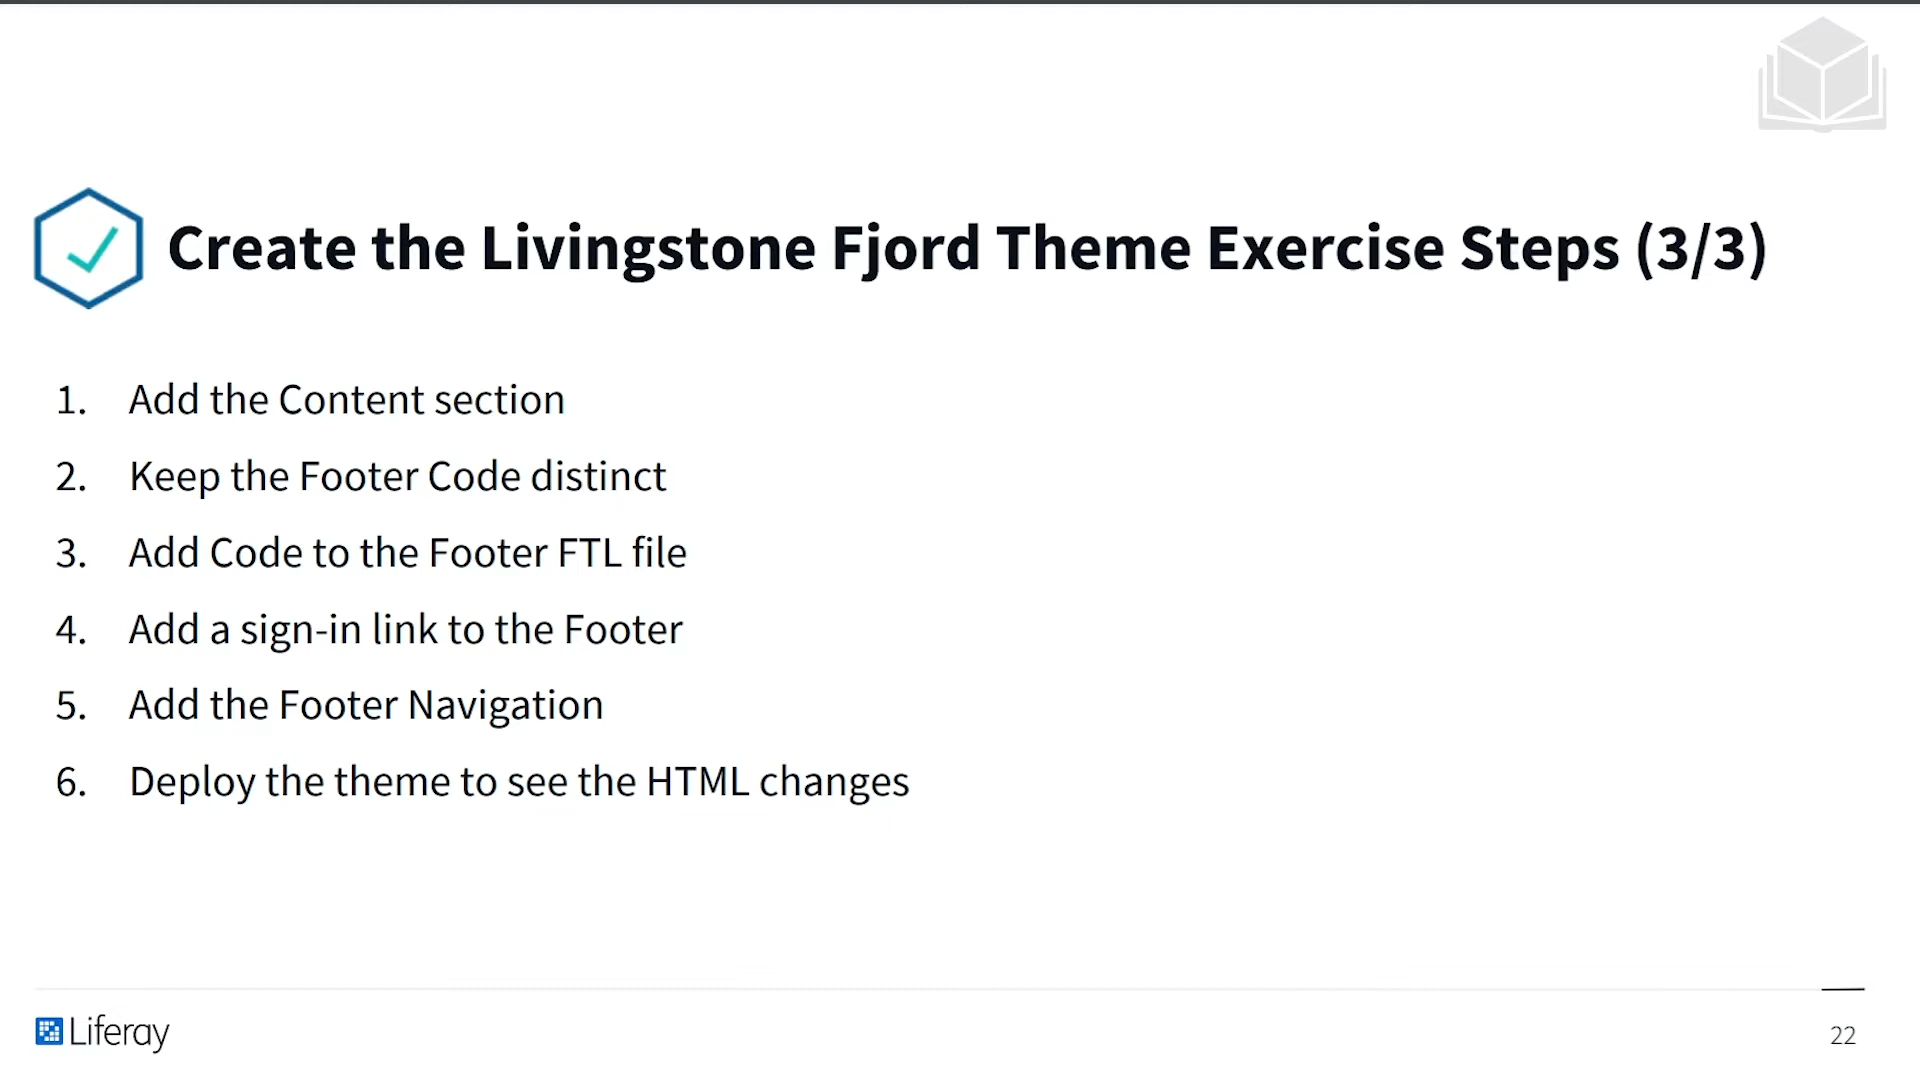 Create the Livingstone Fjord Theme Exercise Steps (3/3)
1. Add the Content section
2. Keep the Footer Code distinct
3. Add Code to the Footer FTL file
4. Add a sign-in link to the Footer
5. Add the Footer Navigation
6. Deploy the theme to see the HTML changes
Liferay
22